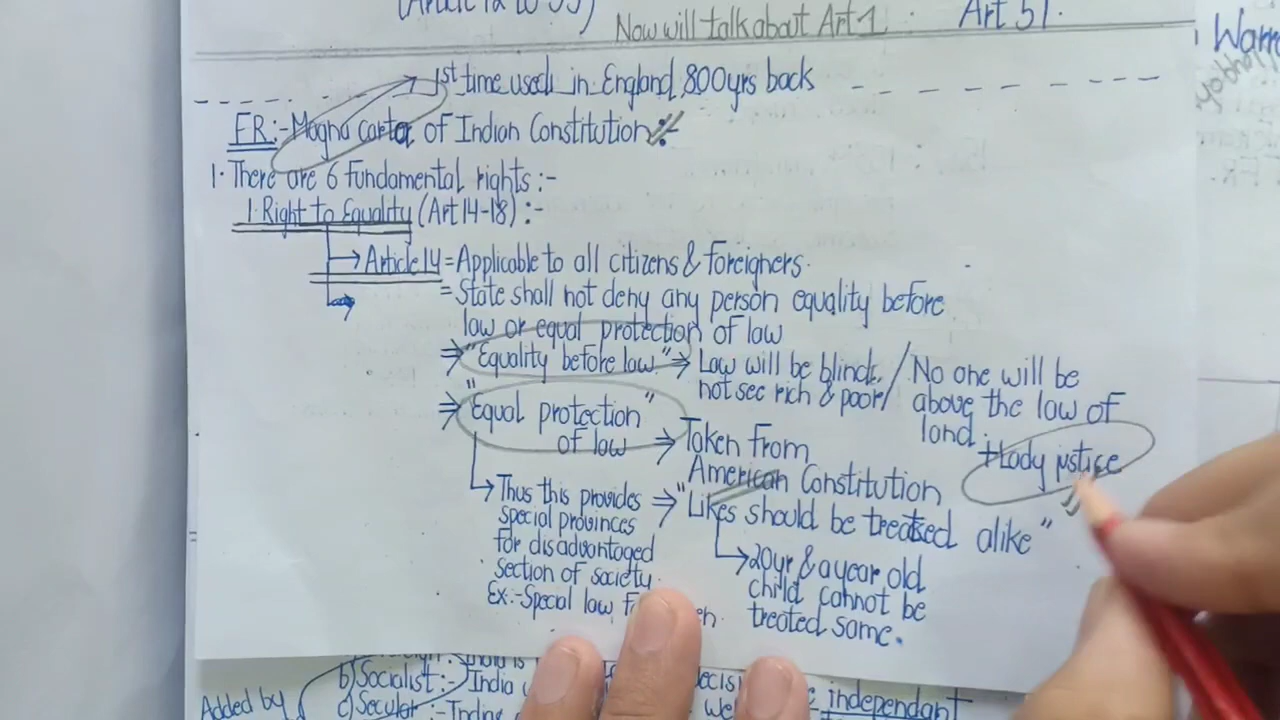 (Article 12 to 35)
Now will talk about Art 1 Art 51.
1st time used in England 800yrs back
FR:- Magna carta of Indian Constitution:-
1. There are 6 Fundamental rights:-
1. Right to Equality (Art 14-18):-
→ Article 14 = Applicable to all citizens & foreigners.
= State shall not deny any person equality before
law or equal protection of law
⇒ "Equality before law." ⇒ Law will be blind. / No one will be
not see rich & poor / above the law of
land.
⇒ "Equal protection"
of law → Taken From
American Constitution
+Lady justice
→ Thus this provides ⇒ "Likes should be treated alike"
special provinces
for disadvantaged
section of society.
Ex:- Special law F
→ 20yr & a year old
child cannot be
treated same.
Added by
b) Socialist:- India
c) Secular:-
independant
Warn